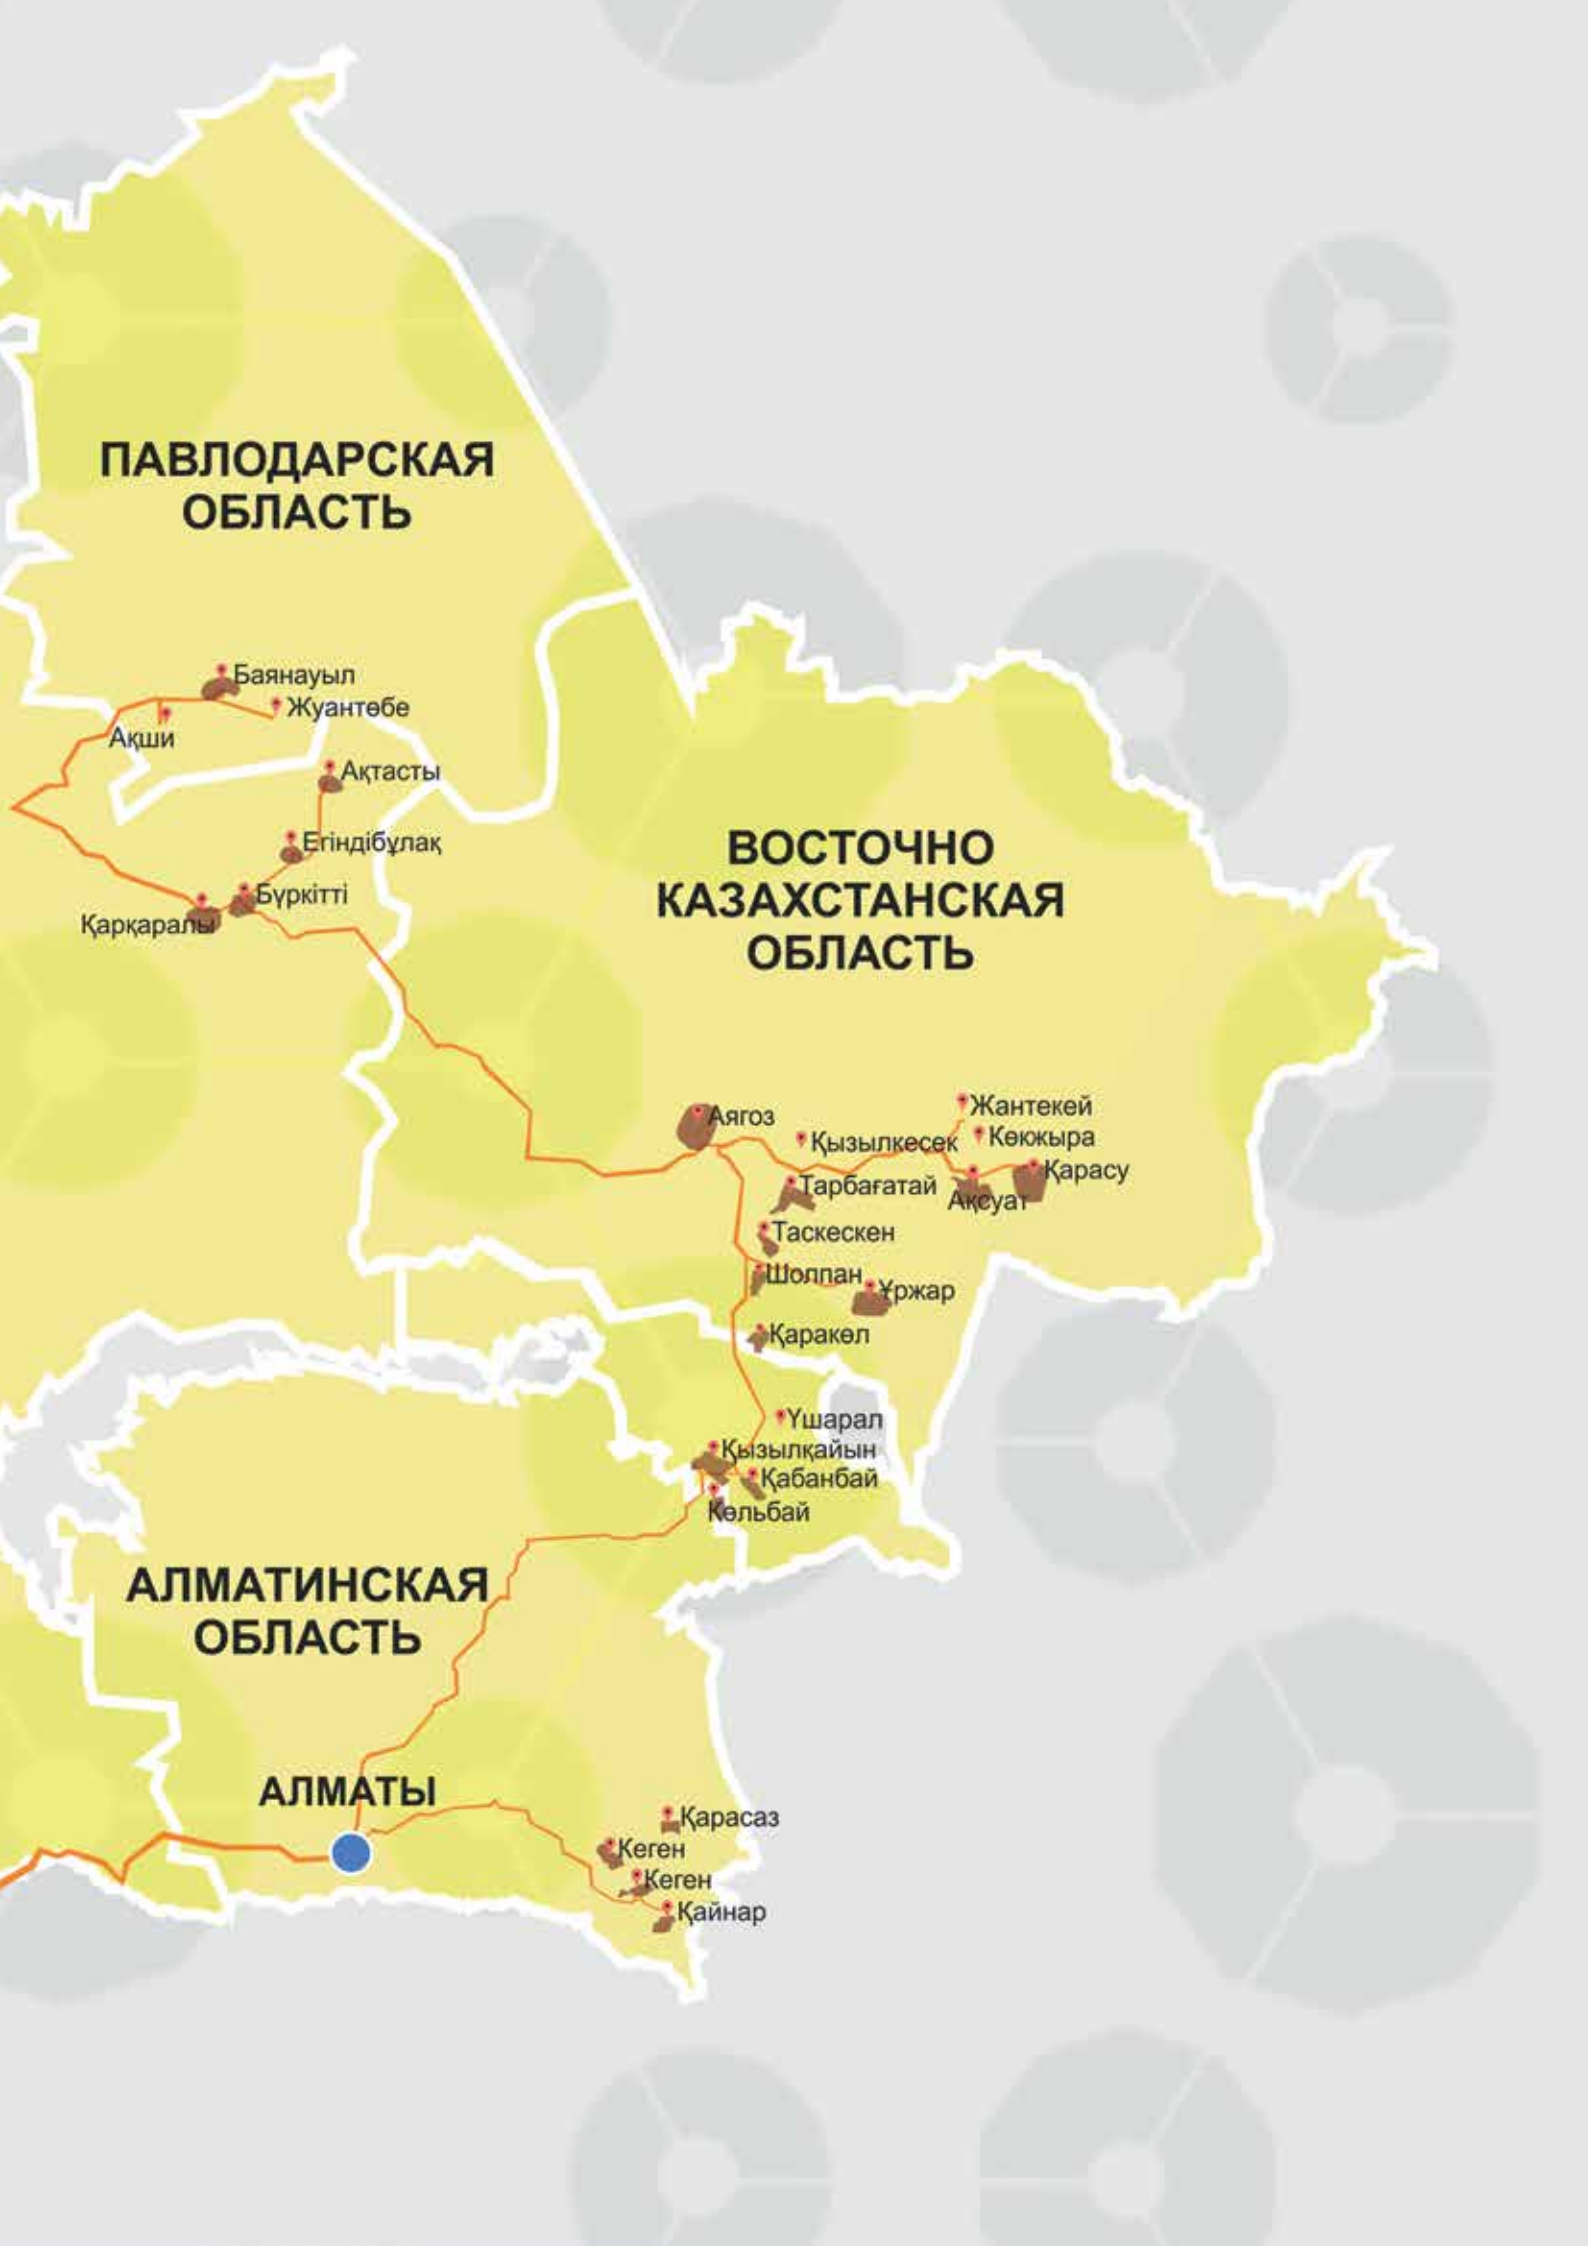 ПАВЛОДАРСКАЯ
ОБЛАСТЬ
Баянауыл
Жуантөбе
Ақши
Ақтасты
Егіндібұлақ
Бүркітті
Қарқаралы
ВОСТОЧНО
КАЗАХСТАНСКАЯ
ОБЛАСТЬ
Аягоз
Жантекей
Қызылкесек
Көкжыра
Қарасу
Тарбағатай
Ақсуат
Таскескен
Шолпан
Ұржар
Қаракөл
Үшарал
Қызылқайын
Қабанбай
Көльбай
АЛМАТИНСКАЯ
ОБЛАСТЬ
АЛМАТЫ
Қарасаз
Кеген
Кеген
Қайнар